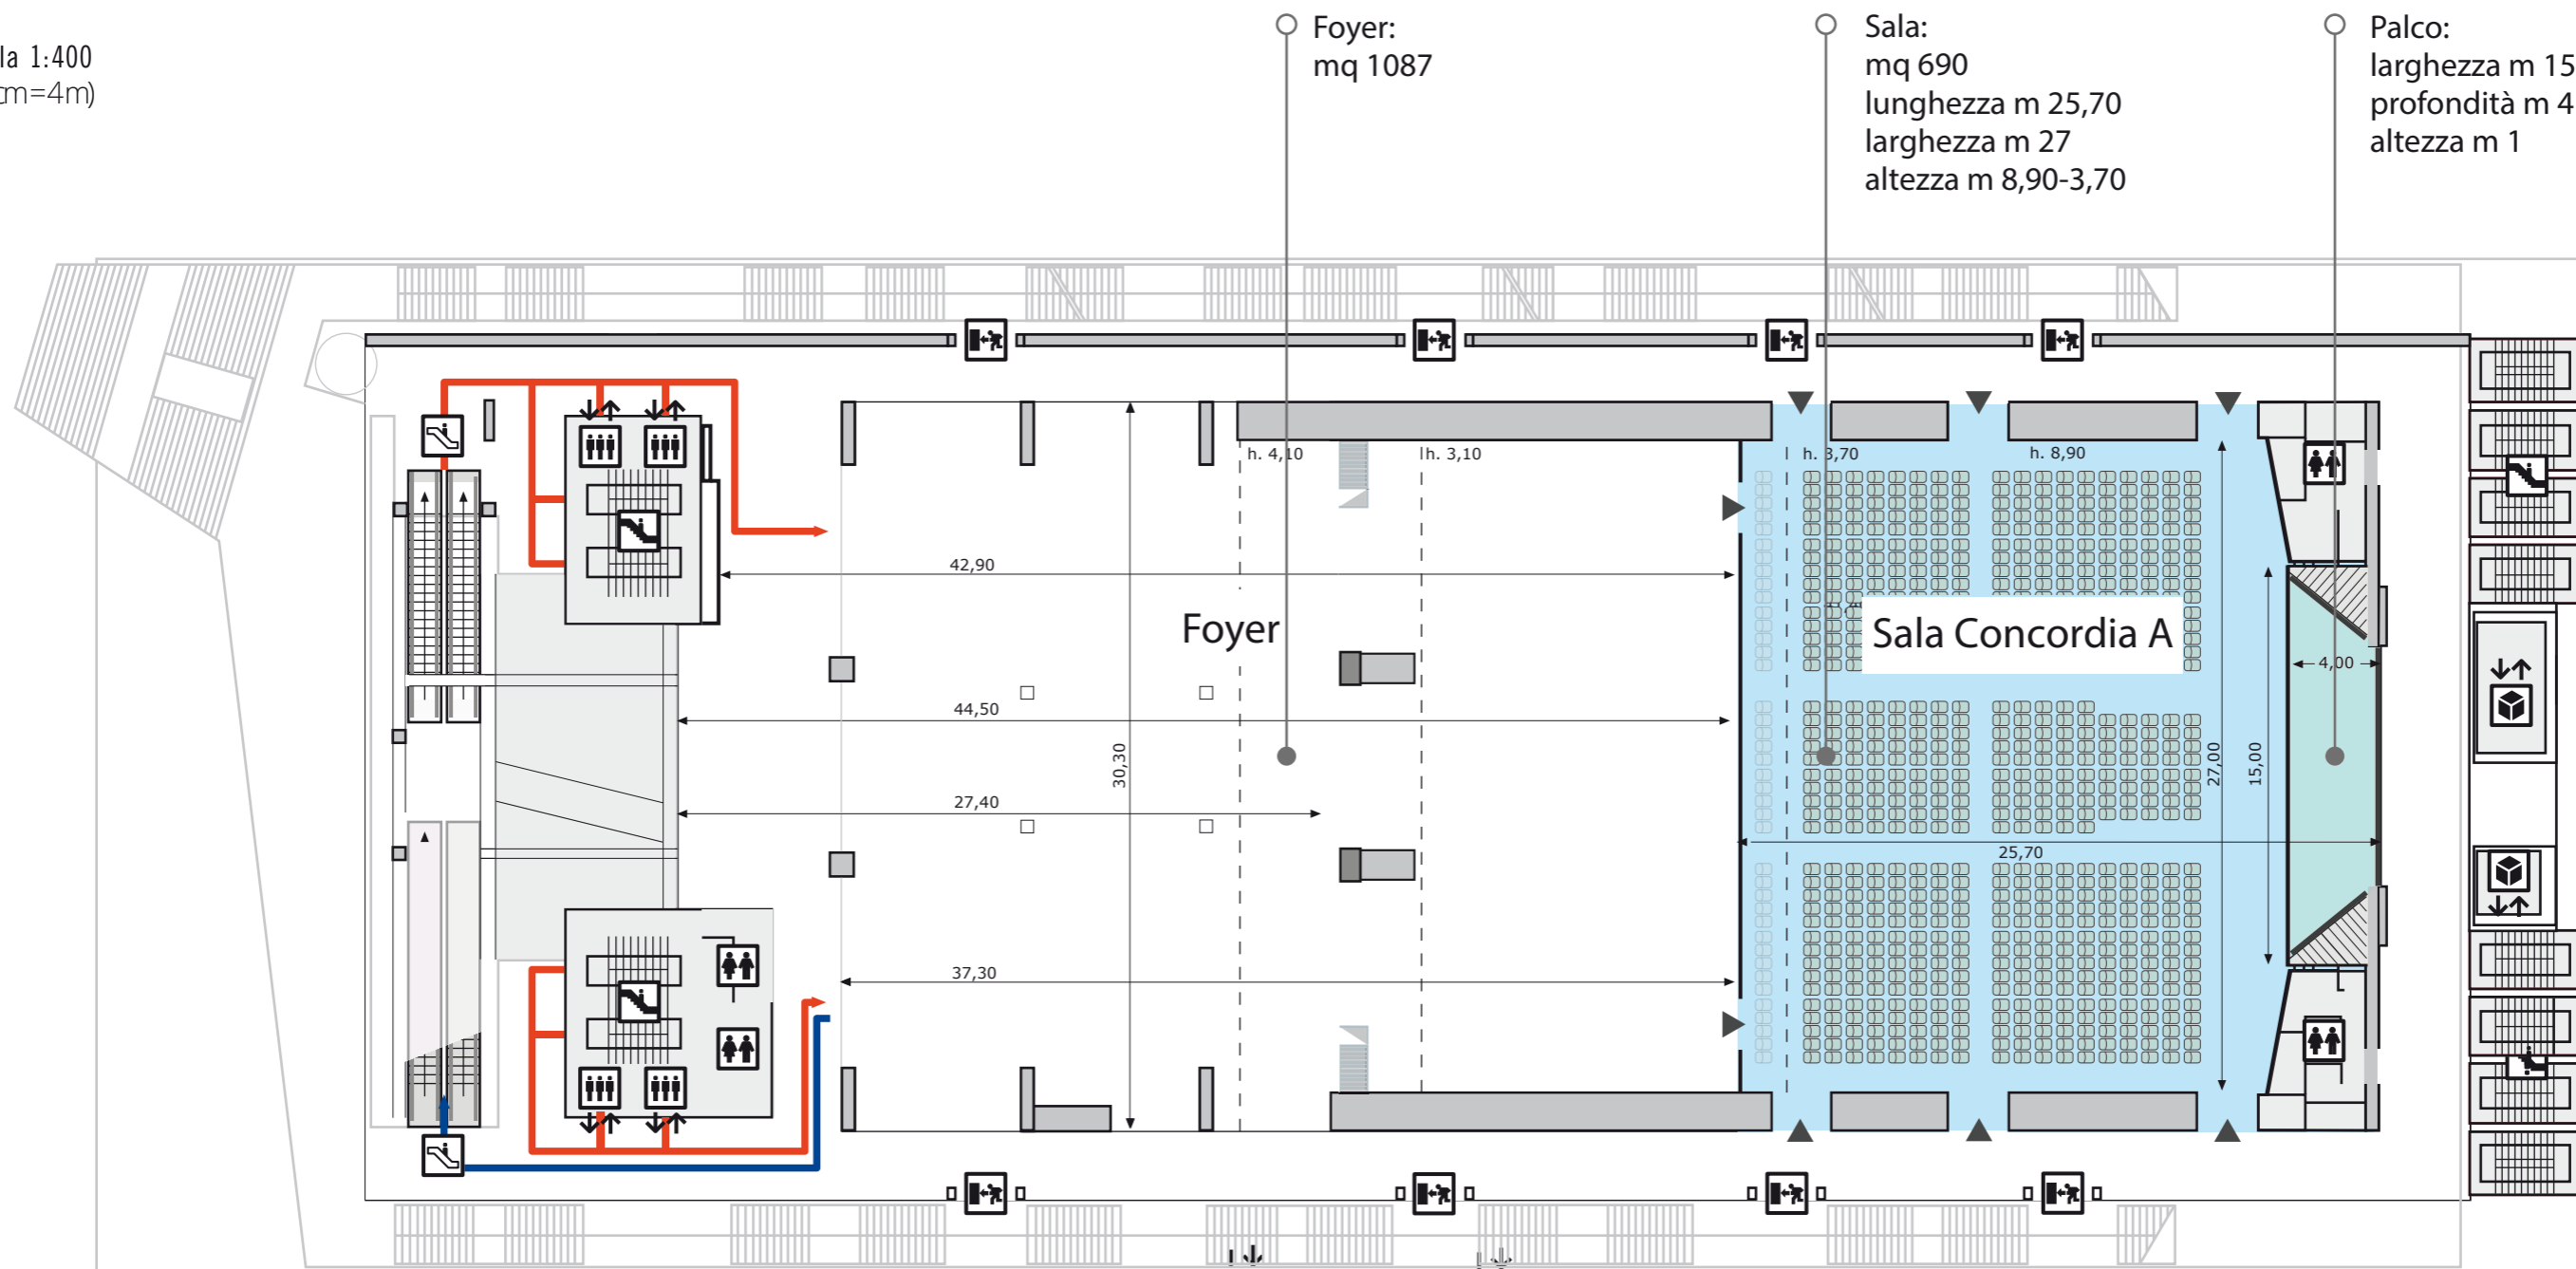 la 1:400
cm=4m)
Foyer:
mq 1087
Sala:
mq 690
lunghezza m 25,70
larghezza m 27
altezza m 8,90-3,70
Palco:
larghezza m 15
profondità m 4
altezza m 1
h. 4,10
h. 3,10
h. 3,70
h. 8,90
42,90
Foyer
Sala Concordia A
4,00
44,50
30,30
27,00
15,00
27,40
25,70
37,30